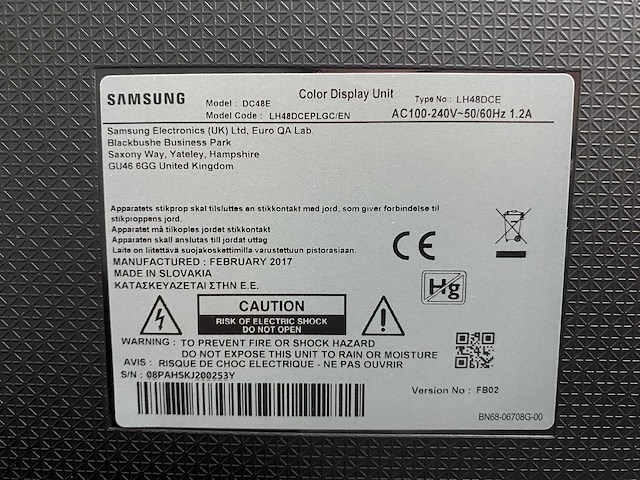 SAMSUNG
Color Display Unit
Model : DC48E
Type No.: LH48DCE
Model Code : LH48DCEPLGC/EN
AC100-240V~50/60Hz 1.2A
Samsung Electronics (UK) Ltd, Euro QA Lab.
Blackbushe Business Park
Saxony Way, Yateley, Hampshire
GU46 6GG United Kingdom
Apparatets stikprop skal tilsluttes en stikkontakt med jord, som giver forbindelse til
stikproppens jord.
Apparatet må tilkoples jordet stikkontakt
Apparaten skall anslutas till jordat uttag
Laite on liitettävä suojakoskettimilla varustettuun pistorasiaan.
MANUFACTURED : FEBRUARY 2017
MADE IN SLOVAKIA
ΚΑΤΑΣΚΕΥΑΖΕΤΑΙ ΣΤΗΝ Ε.Ε.
CE
Hg
CAUTION
RISK OF ELECTRIC SHOCK
DO NOT OPEN
!
WARNING : TO PREVENT FIRE OR SHOCK HAZARD
DO NOT EXPOSE THIS UNIT TO RAIN OR MOISTURE
AVIS : RISQUE DE CHOC ELECTRIQUE - NE PAS OUVRIR
S/N : 08PAHSKJ200253Y
Version No : FB02
BN68-06708G-00